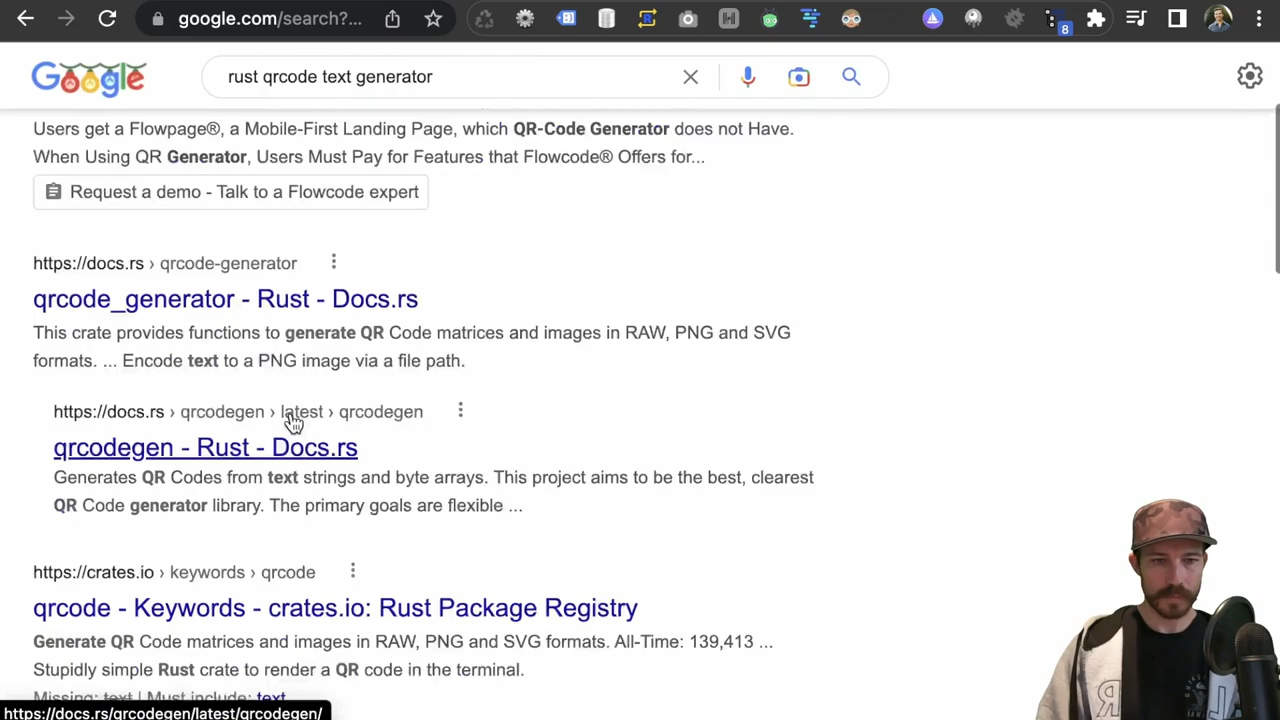 google.com/search?...
8
Google
rust qrcode text generator
Users get a Flowpage®, a Mobile-First Landing Page, which QR-Code Generator does not Have.
When Using QR Generator, Users Must Pay for Features that Flowcode® Offers for...
Request a demo - Talk to a Flowcode expert
https://docs.rs › qrcode-generator
qrcode_generator - Rust - Docs.rs
This crate provides functions to generate QR Code matrices and images in RAW, PNG and SVG
formats. ... Encode text to a PNG image via a file path.
https://docs.rs › qrcodegen › latest › qrcodegen
qrcodegen - Rust - Docs.rs
Generates QR Codes from text strings and byte arrays. This project aims to be the best, clearest
QR Code generator library. The primary goals are flexible ...
https://crates.io › keywords › qrcode
qrcode - Keywords - crates.io: Rust Package Registry
Generate QR Code matrices and images in RAW, PNG and SVG formats. All-Time: 139,413 ...
Stupidly simple Rust crate to render a QR code in the terminal.
Missing: text | Must include: text
https://docs.rs/qrcodegen/latest/qrcodegen/